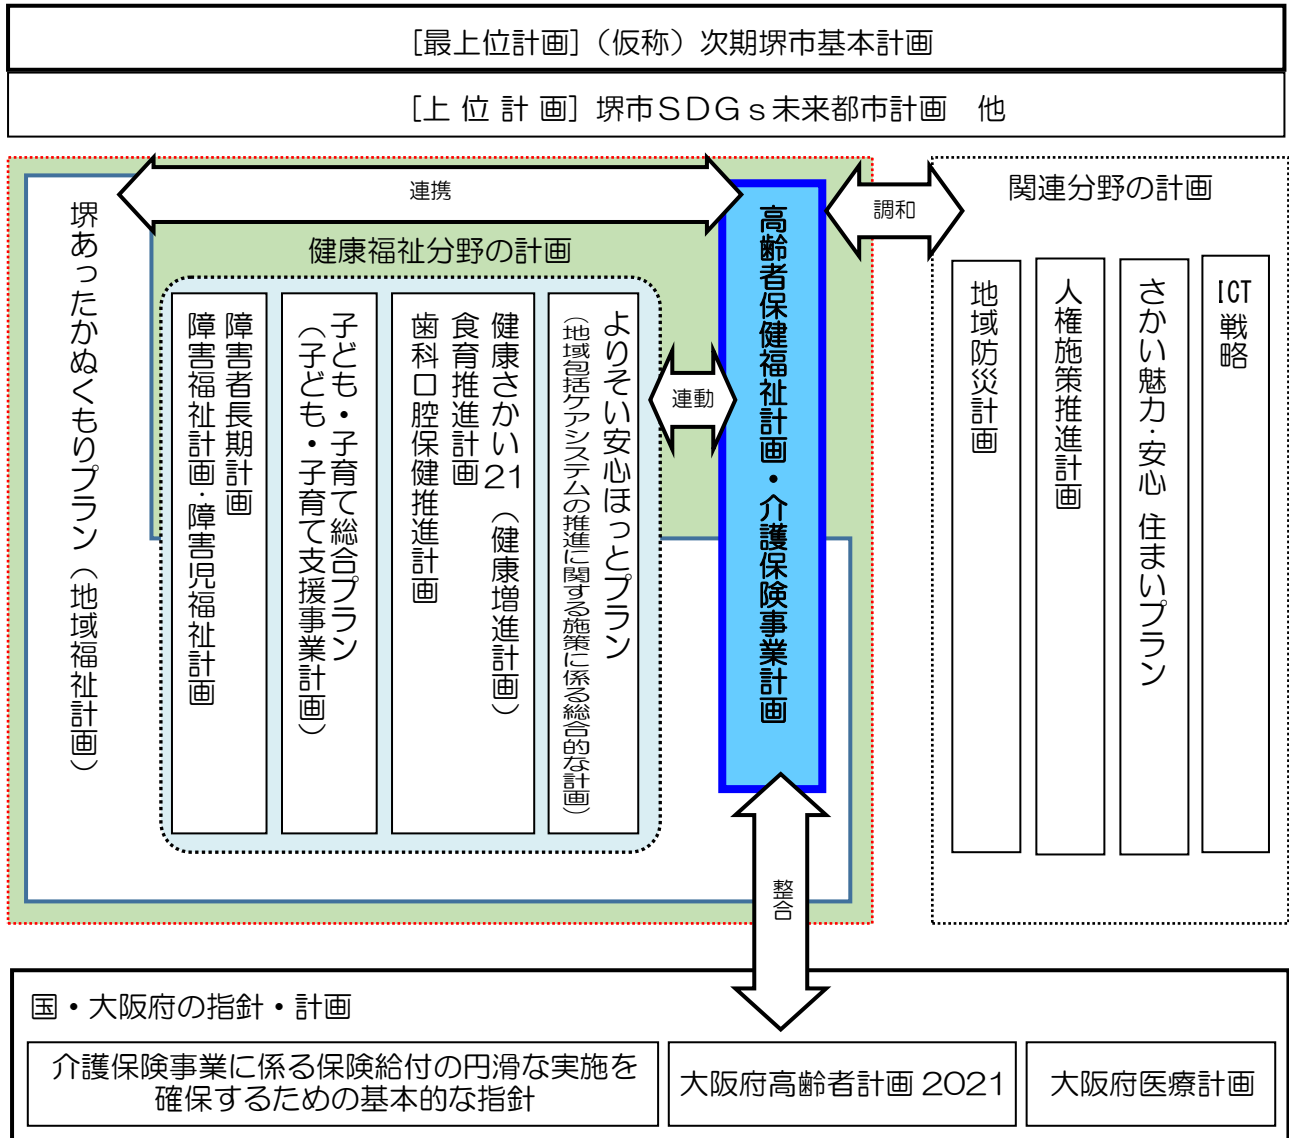 [最上位計画]（仮称）次期堺市基本計画
[上 位 計 画] 堺市ＳＤＧｓ未来都市計画　他
連携
調和
関連分野の計画
健康福祉分野の計画
堺あったかぬくもりプラン（地域福祉計画）
障害者長期計画
障害福祉計画・障害児福祉計画
子ども・子育て総合プラン
（子ども・子育て支援事業計画）
健康さかい21（健康増進計画）
食育推進計画
歯科口腔保健推進計画
よりそい安心ほっとプラン
（地域包括ケアシステムの推進に関する施策に係る総合的な計画）
連動
高齢者保健福祉計画・介護保険事業計画
地域防災計画
人権施策推進計画
さかい魅力・安心 住まいプラン
ICT戦略
整合
国・大阪府の指針・計画
介護保険事業に係る保険給付の円滑な実施を
確保するための基本的な指針
大阪府高齢者計画 2021
大阪府医療計画